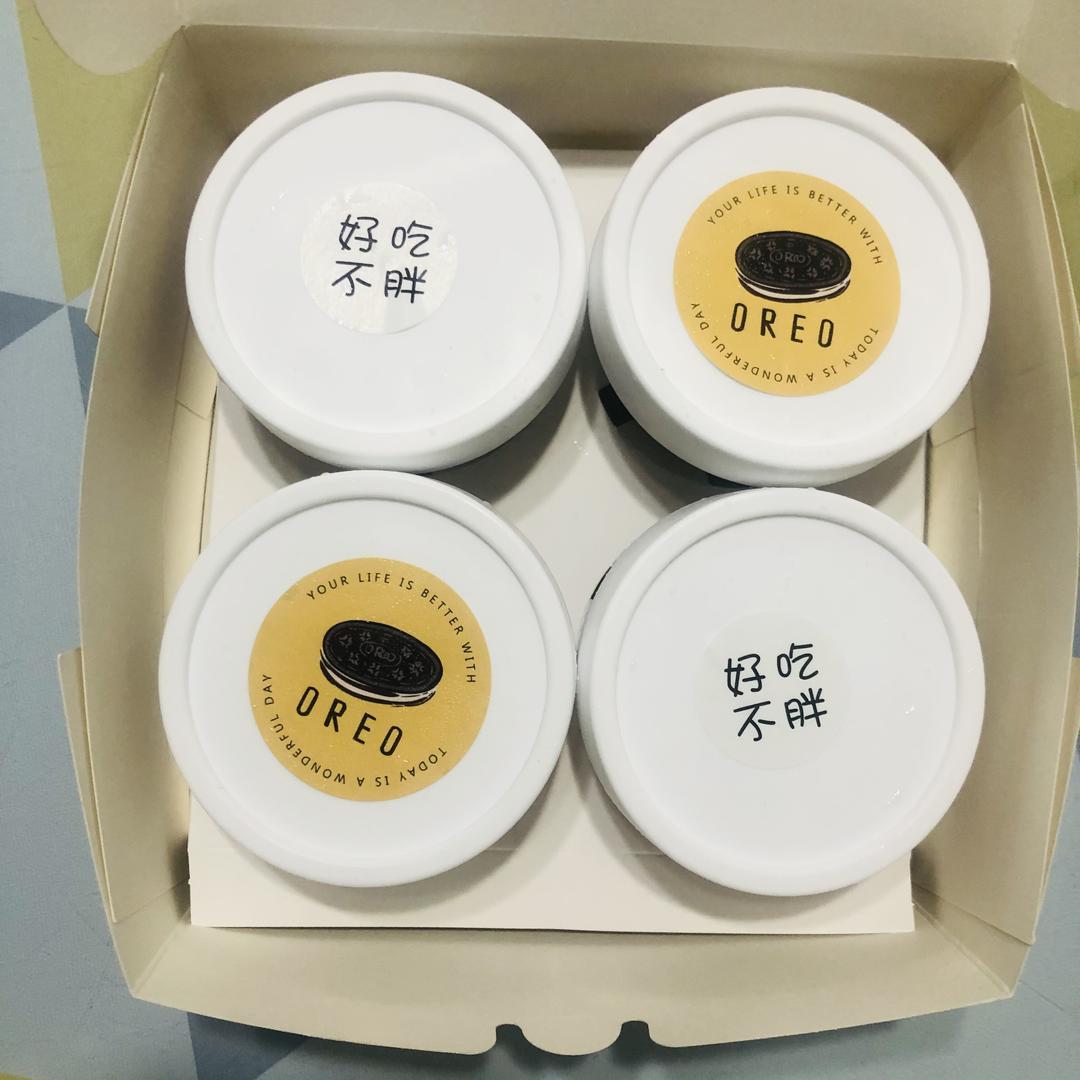 好吃
不胖
YOUR LIFE IS BETTER WITH
OREO
OREO
TODAY IS A WONDERFUL DAY
YOUR LIFE IS BETTER WITH
OREO
OREO
TODAY IS A WONDERFUL DAY
好吃
不胖